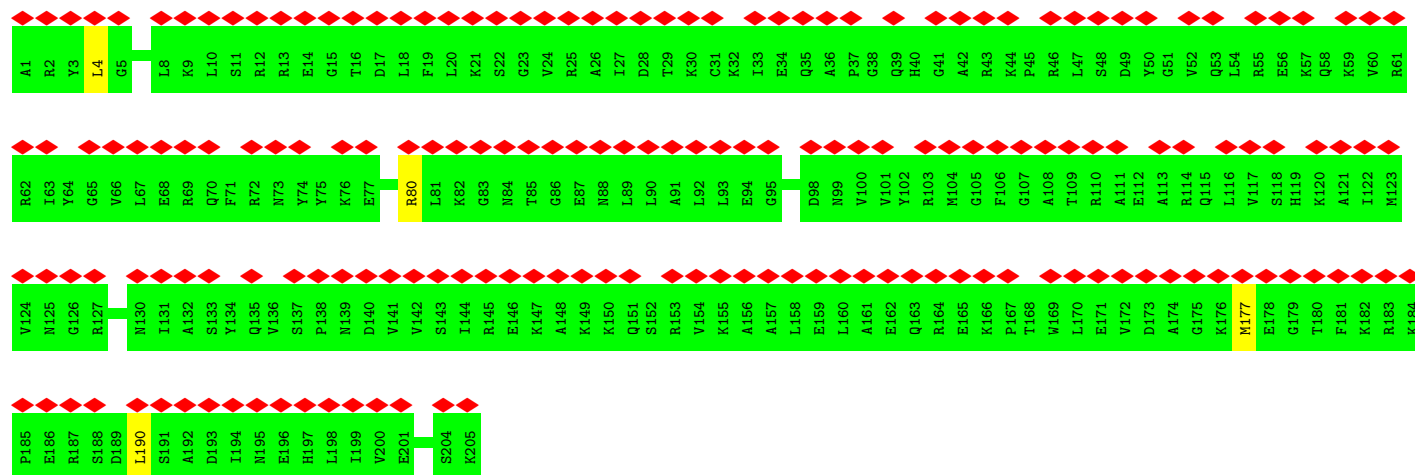 A1 R2 Y3 L4 G5 L8 K9 L10 S11 R12 R13 E14 G15 T16 D17 L18 F19 L20 K21 S22 G23 V24 R25 A26 I27 D28 T29 K30 C31 K32 I33 E34 Q35 A36 P37 G38 Q39 H40 G41 A42 R43 K44 P45 R46 L47 S48 D49 Y50 G51 V52 Q53 L54 R55 E56 K57 Q58 K59 V60 R61
R62 I63 Y64 G65 V66 L67 E68 R69 Q70 F71 R72 N73 Y74 Y75 K76 E77 R80 L81 K82 G83 N84 T85 G86 E87 N88 L89 L90 A91 L92 L93 E94 G95 D98 N99 V100 V101 Y102 R103 M104 G105 F106 G107 A108 T109 R110 A111 E112 A113 R114 Q115 L116 V117 S118 H119 K120 A121 I122 M123
V124 N125 G126 R127 N130 I131 A132 S133 Y134 Q135 V136 S137 P138 N139 D140 V141 V142 S143 I144 R145 E146 K147 A148 K149 K150 Q151 S152 R153 V154 K155 A156 A157 L158 E159 L160 A161 E162 Q163 R164 E165 K166 P167 T168 W169 L170 E171 V172 D173 A174 G175 K176 M177 E178 G179 T180 F181 K182 R183 K184
P185 E186 R187 S188 D189 L190 S191 A192 D193 I194 N195 E196 H197 L198 I199 V200 E201 S204 K205